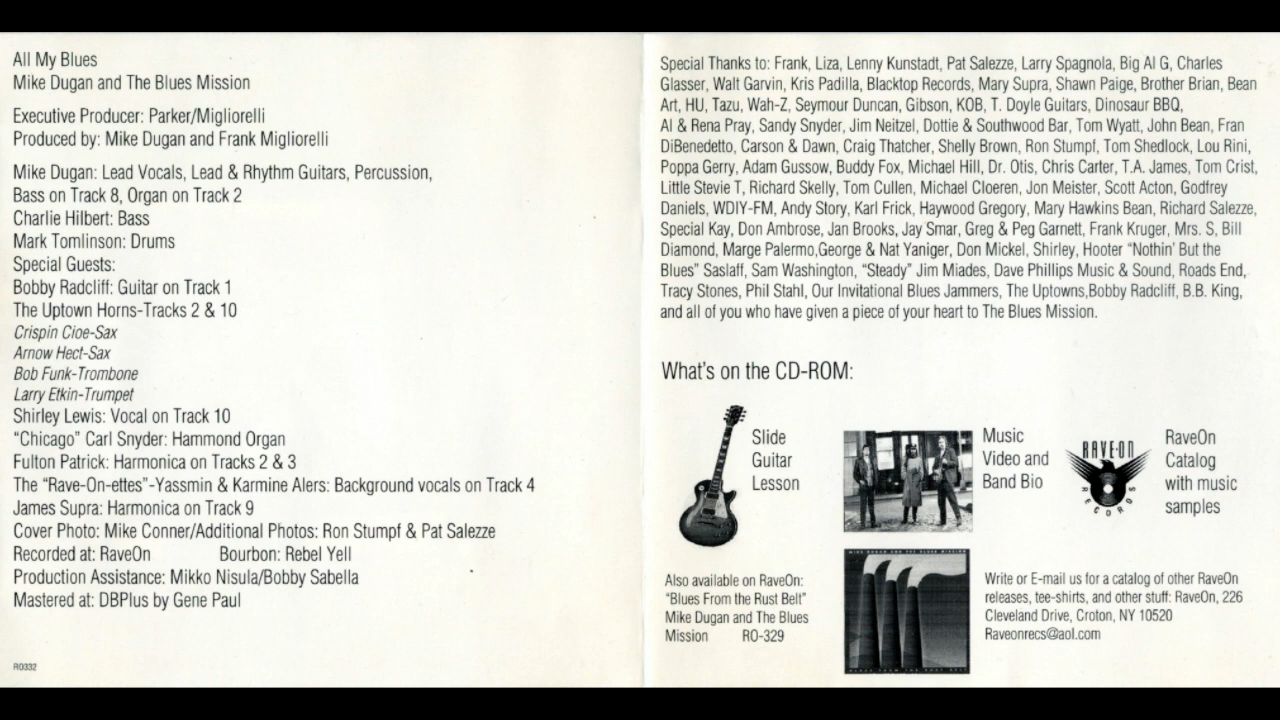 All My Blues
Mike Dugan and The Blues Mission
Executive Producer: Parker/Migliorelli
Produced by: Mike Dugan and Frank Migliorelli
Mike Dugan: Lead Vocals, Lead & Rhythm Guitars, Percussion,
Bass on Track 8, Organ on Track 2
Charlie Hilbert: Bass
Mark Tomlinson: Drums
Special Guests:
Bobby Radcliff: Guitar on Track 1
The Uptown Horns-Tracks 2 & 10
Crispin Cioe-Sax
Arnow Hect-Sax
Bob Funk-Trombone
Larry Etkin-Trumpet
Shirley Lewis: Vocal on Track 10
“Chicago” Carl Snyder: Hammond Organ
Fulton Patrick: Harmonica on Tracks 2 & 3
The “Rave-On-ettes”-Yassmin & Karmine Alers: Background vocals on Track 4
James Supra: Harmonica on Track 9
Cover Photo: Mike Conner/Additional Photos: Ron Stumpf & Pat Salezze
Recorded at: RaveOn Bourbon: Rebel Yell
Production Assistance: Mikko Nisula/Bobby Sabella
Mastered at: DBPlus by Gene Paul
RO332
Special Thanks to: Frank, Liza, Lenny Kunstadt, Pat Salezze, Larry Spagnola, Big Al G, Charles
Glasser, Walt Garvin, Kris Padilla, Blacktop Records, Mary Supra, Shawn Paige, Brother Brian, Bean
Art, HU, Tazu, Wah-Z, Seymour Duncan, Gibson, KOB, T. Doyle Guitars, Dinosaur BBQ,
Al & Rena Pray, Sandy Snyder, Jim Neitzel, Dottie & Southwood Bar, Tom Wyatt, John Bean, Fran
DiBenedetto, Carson & Dawn, Craig Thatcher, Shelly Brown, Ron Stumpf, Tom Shedlock, Lou Rini,
Poppa Gerry, Adam Gussow, Buddy Fox, Michael Hill, Dr. Otis, Chris Carter, T.A. James, Tom Crist,
Little Stevie T, Richard Skelly, Tom Cullen, Michael Cloeren, Jon Meister, Scott Acton, Godfrey
Daniels, WDIY-FM, Andy Story, Karl Frick, Haywood Gregory, Mary Hawkins Bean, Richard Salezze,
Special Kay, Don Ambrose, Jan Brooks, Jay Smar, Greg & Peg Garnett, Frank Kruger, Mrs. S, Bill
Diamond, Marge Palermo,George & Nat Yaniger, Don Mickel, Shirley, Hooter “Nothin’ But the
Blues” Saslaff, Sam Washington, “Steady” Jim Miades, Dave Phillips Music & Sound, Roads End,
Tracy Stones, Phil Stahl, Our Invitational Blues Jammers, The Uptowns,Bobby Radcliff, B.B. King,
and all of you who have given a piece of your heart to The Blues Mission.
What’s on the CD-ROM:
Slide
Guitar
Lesson
Music
Video and
Band Bio
RAVE-ON
RECORDS
RaveOn
Catalog
with music
samples
Also available on RaveOn:
“Blues From the Rust Belt”
Mike Dugan and The Blues
Mission RO-329
MIKE DUGAN AND THE BLUES MISSION
BLUES FROM THE RUST BELT
Write or E-mail us for a catalog of other RaveOn
releases, tee-shirts, and other stuff: RaveOn, 226
Cleveland Drive, Croton, NY 10520
Raveonrecs@aol.com